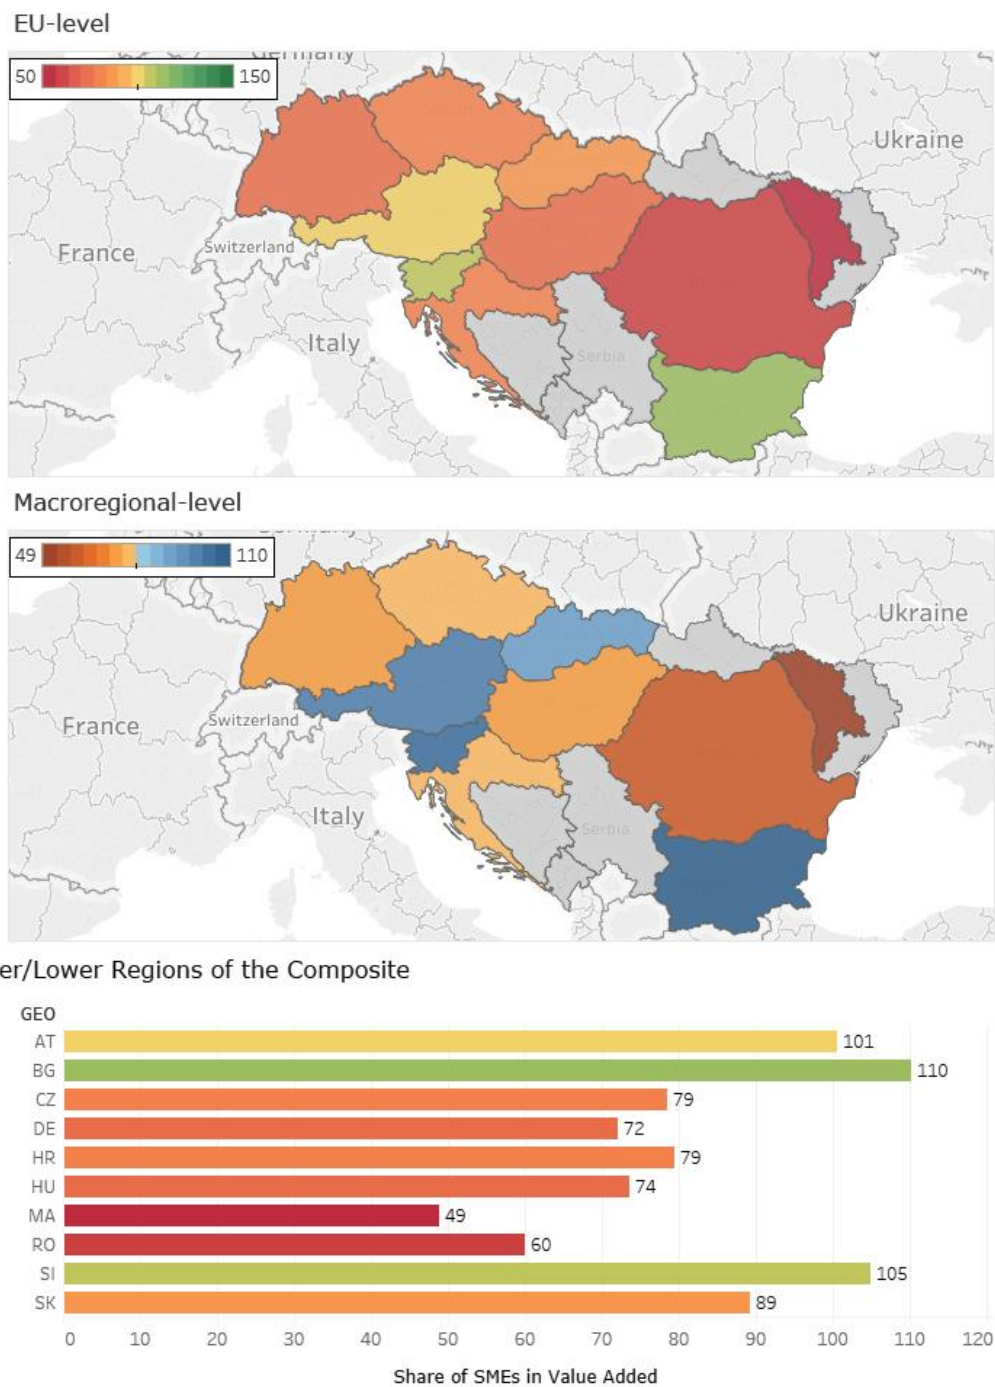 EU-level
50 150
Germany
Ukraine
France
Switzerland
Italy
Serbia
Macroregional-level
49 110
Ukraine
France
Switzerland
Italy
Serbia
er/Lower Regions of the Composite
GEO
AT 101
BG 110
CZ 79
DE 72
HR 79
HU 74
MA 49
RO 60
SI 105
SK 89
0 10 20 30 40 50 60 70 80 90 100 110 120
Share of SMEs in Value Added